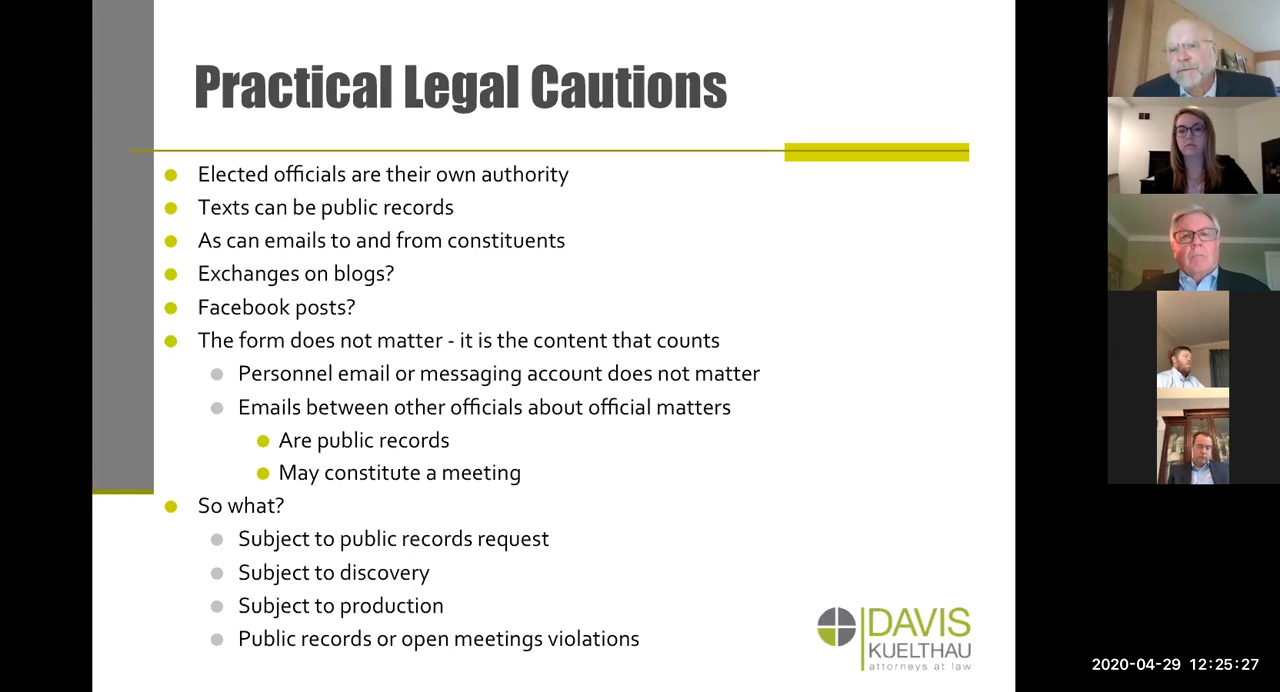 Practical Legal Cautions
Elected officials are their own authority
Texts can be public records
As can emails to and from constituents
Exchanges on blogs?
Facebook posts?
The form does not matter - it is the content that counts
Personnel email or messaging account does not matter
Emails between other officials about official matters
Are public records
May constitute a meeting
So what?
Subject to public records request
Subject to discovery
Subject to production
Public records or open meetings violations
DAVIS
KUELTHAU
attorneys at law
2020-04-29 12:25:27